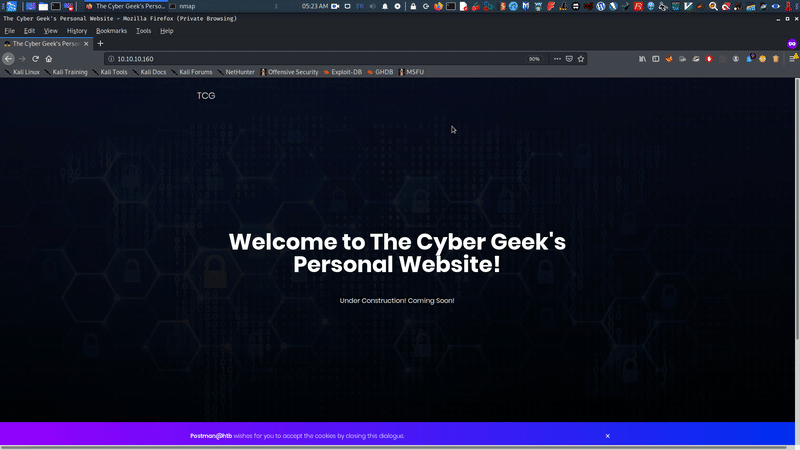 The Cyber Geek's Perso...
nmap
05:23 AM
The Cyber Geek's Personal Website - Mozilla Firefox (Private Browsing)
File Edit View History Bookmarks Tools Help
The Cyber Geek's Person
10.10.10.160
90%
Kali Linux Kali Training Kali Tools Kali Docs Kali Forums NetHunter Offensive Security Exploit-DB GHDB MSFU
TCG
Welcome to The Cyber Geek's
Personal Website!
Under Construction! Coming Soon!
Postman@htb wishes for you to accept the cookies by closing this dialogue.